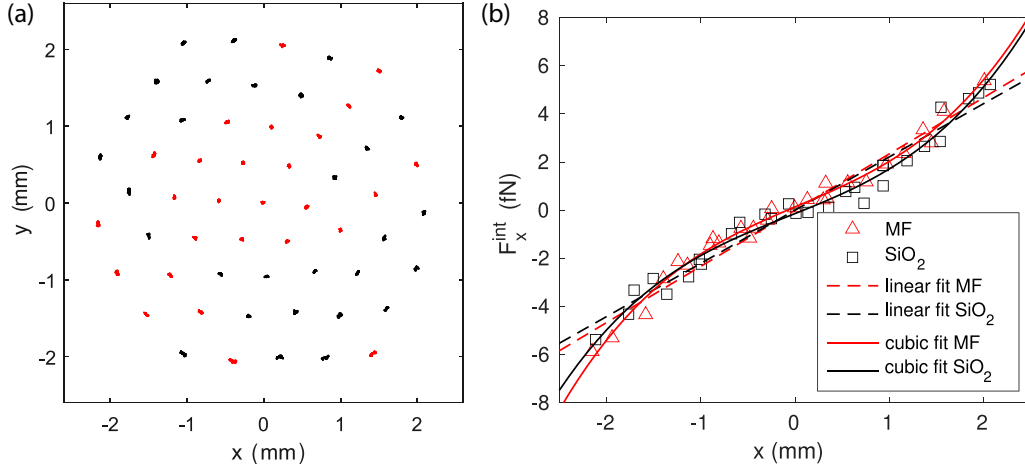 (a)
2
1
0
-1
-2
y (mm)
-2
-1
0
1
2
x (mm)
(b)
8
6
4
2
0
-2
-4
-6
-8
F_x^int (fN)
-2
-1
0
1
2
x (mm)
MF
SiO₂
linear fit MF
linear fit SiO₂
cubic fit MF
cubic fit SiO₂